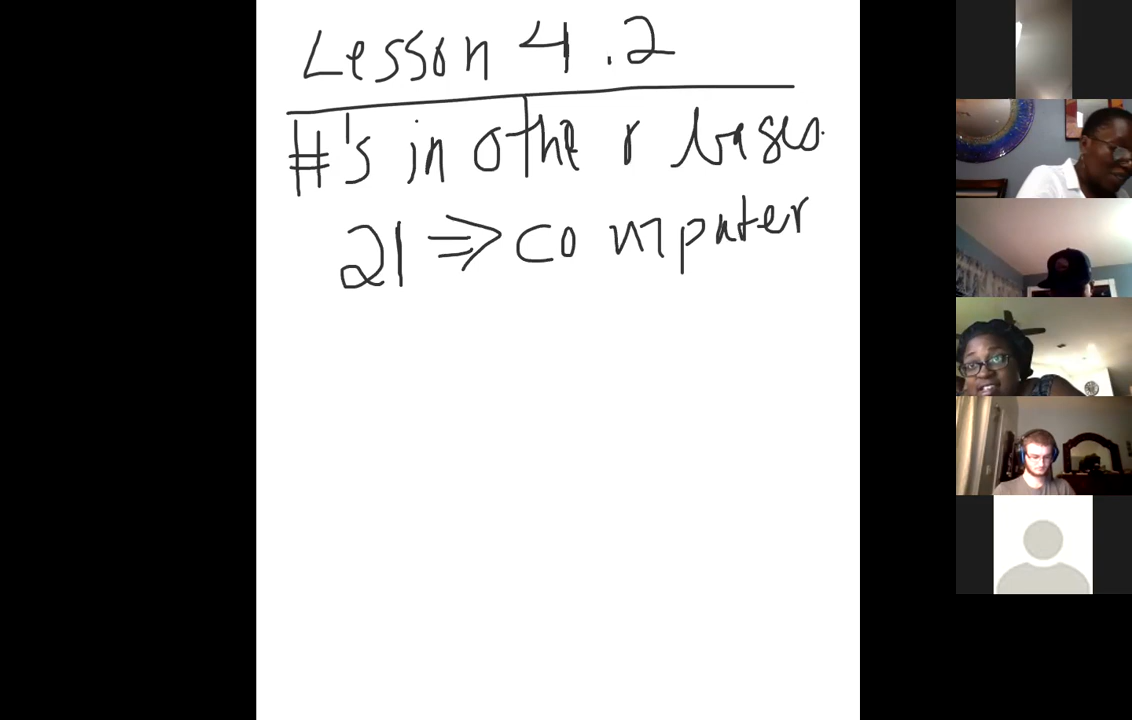 Lesson 4.2
#'s in other bases.
21 ⇒ computer